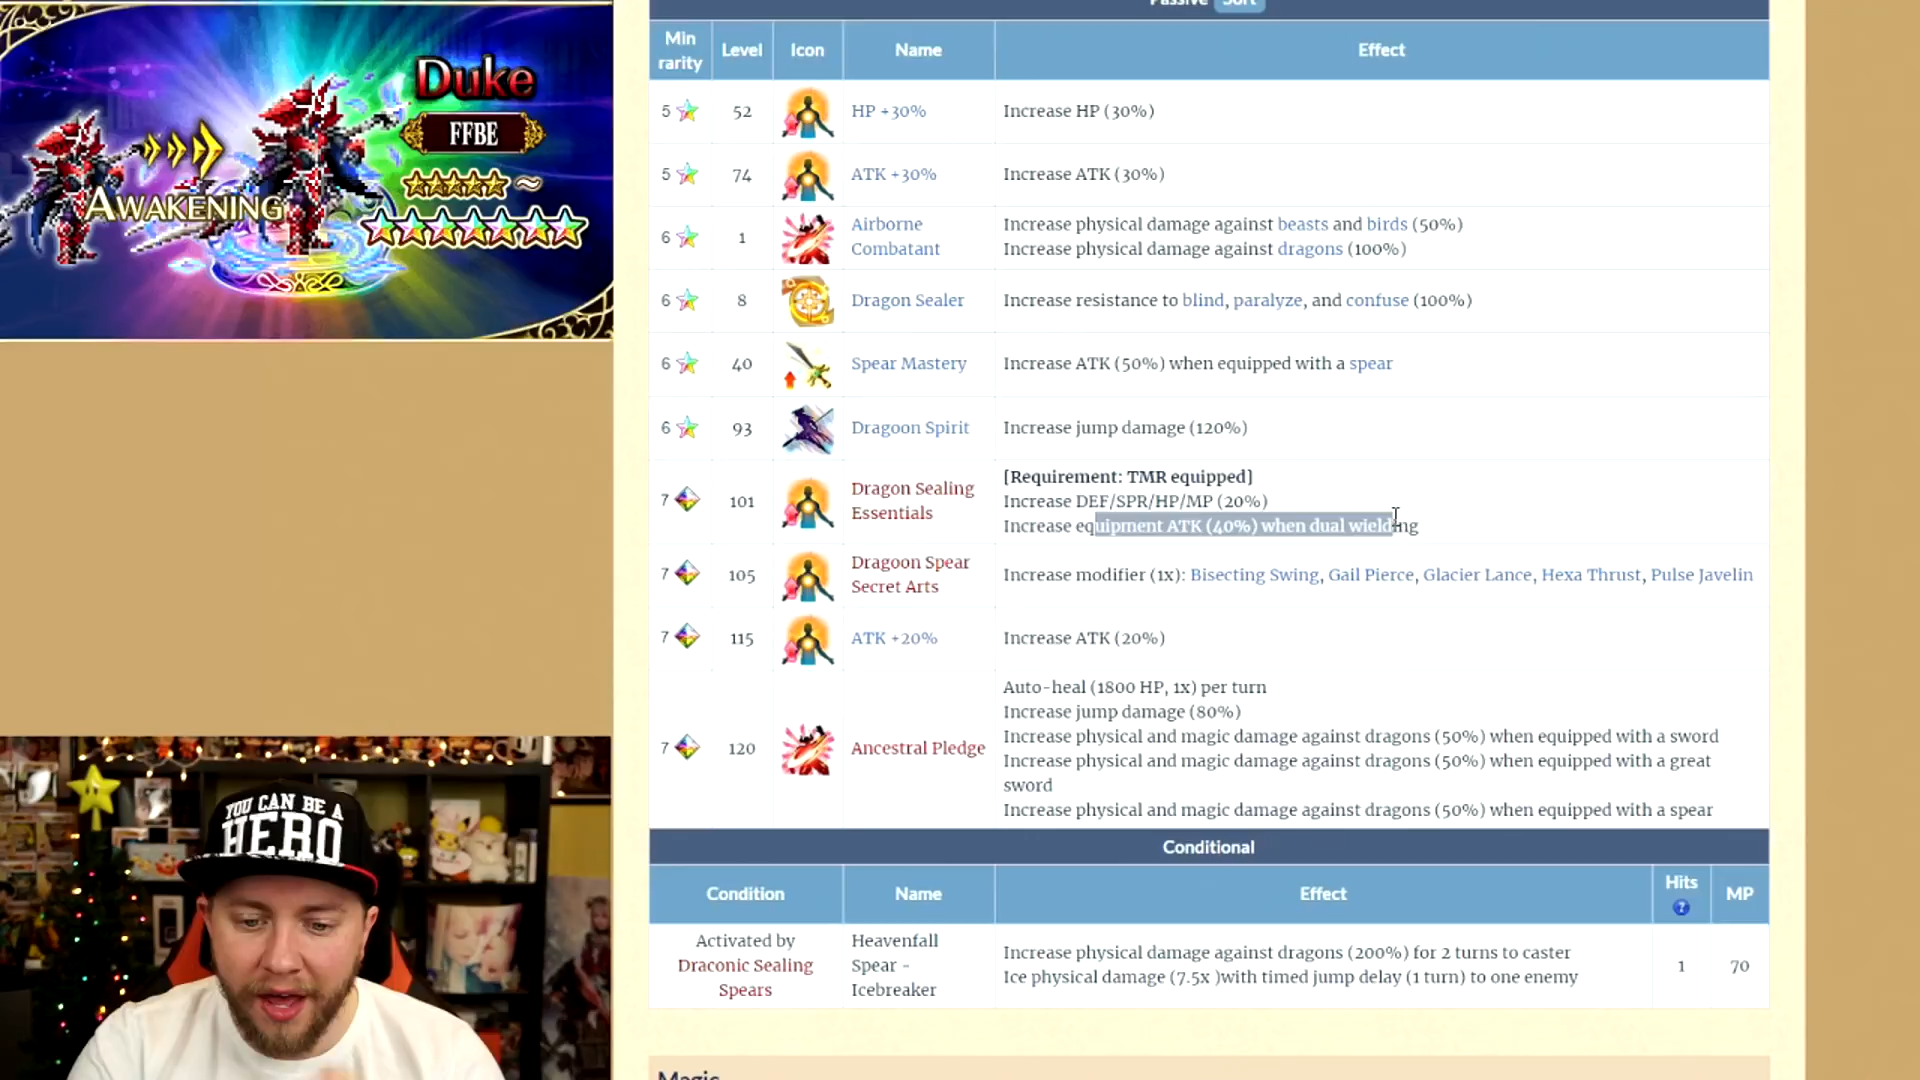 Duke
FFBE
AWAKENING
Passive Sort
Min rarity Level Icon Name Effect
5 52 HP +30% Increase HP (30%)
5 74 ATK +30% Increase ATK (30%)
6 1 Airborne Combatant Increase physical damage against beasts and birds (50%)
Increase physical damage against dragons (100%)
6 8 Dragon Sealer Increase resistance to blind, paralyze, and confuse (100%)
6 40 Spear Mastery Increase ATK (50%) when equipped with a spear
6 93 Dragoon Spirit Increase jump damage (120%)
7 101 Dragon Sealing Essentials [Requirement: TMR equipped]
Increase DEF/SPR/HP/MP (20%)
Increase equipment ATK (40%) when dual wielding
7 105 Dragoon Spear Secret Arts Increase modifier (1x): Bisecting Swing, Gail Pierce, Glacier Lance, Hexa Thrust, Pulse Javelin
7 115 ATK +20% Increase ATK (20%)
7 120 Ancestral Pledge Auto-heal (1800 HP, 1x) per turn
Increase jump damage (80%)
Increase physical and magic damage against dragons (50%) when equipped with a sword
Increase physical and magic damage against dragons (50%) when equipped with a great
sword
Increase physical and magic damage against dragons (50%) when equipped with a spear
Conditional
Condition Name Effect Hits MP
Activated by Draconic Sealing Spears Heavenfall Spear - Icebreaker Increase physical damage against dragons (200%) for 2 turns to caster
Ice physical damage (7.5x )with timed jump delay (1 turn) to one enemy 1 70
Magic
YOU CAN BE A
HERO